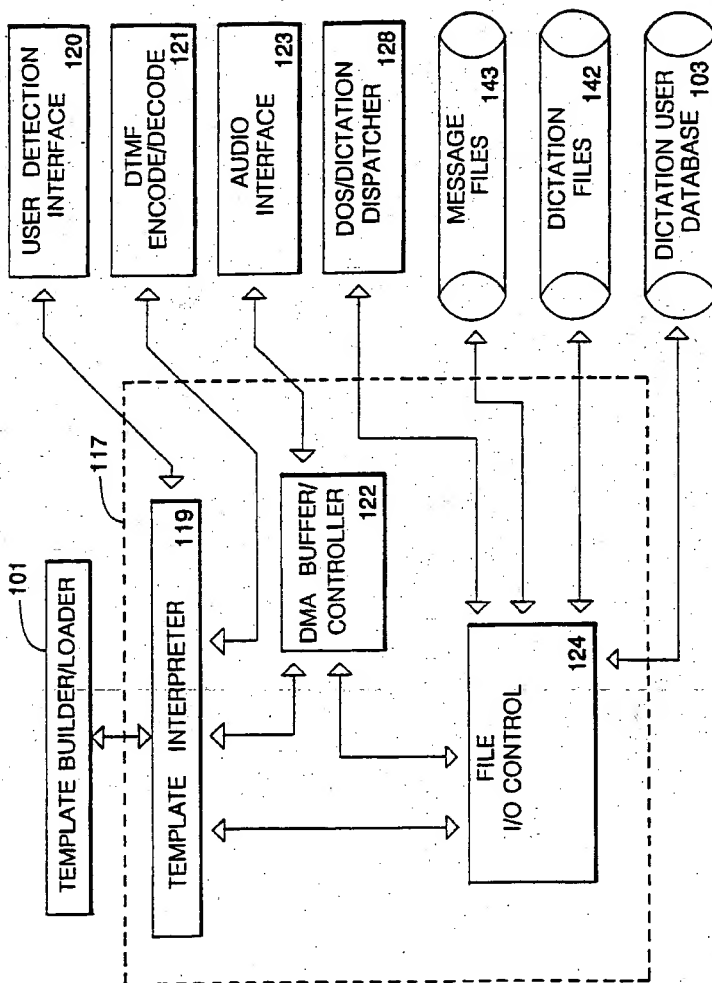 101
TEMPLATE BUILDER/LOADER
117
TEMPLATE INTERPRETER
119
DMA BUFFER/
CONTROLLER
122
FILE
I/O CONTROL
124
USER DETECTION
INTERFACE
120
DTMF
ENCODE/DECODE
121
AUDIO
INTERFACE
123
DOS/DICTATION
DISPATCHER
128
MESSAGE
FILES
143
DICTATION
FILES
142
DICTATION USER
DATABASE
103